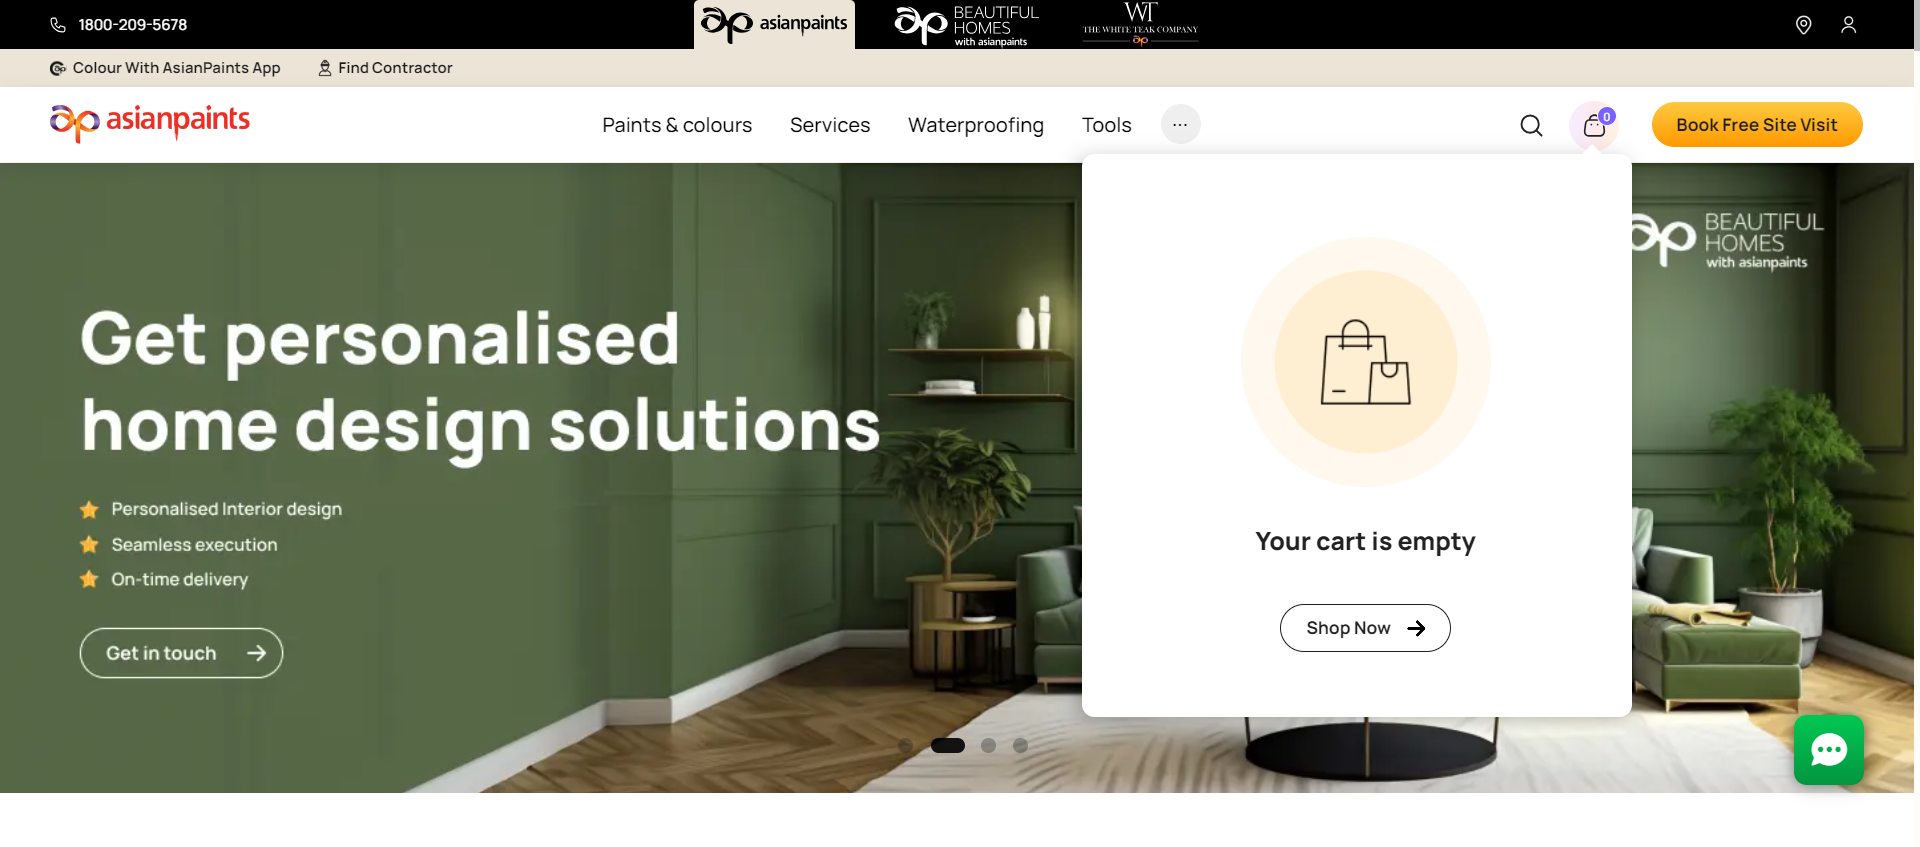 1800-209-5678
asianpaints
BEAUTIFUL
HOMES
with asianpaints
WT
THE WHITE TEAK COMPANY
Colour With AsianPaints App
Find Contractor
asianpaints
Paints & colours
Services
Waterproofing
Tools
...
0
Book Free Site Visit
BEAUTIFUL
HOMES
with asianpaints
Get personalised
home design solutions
Personalised Interior design
Seamless execution
On-time delivery
Get in touch
Your cart is empty
Shop Now